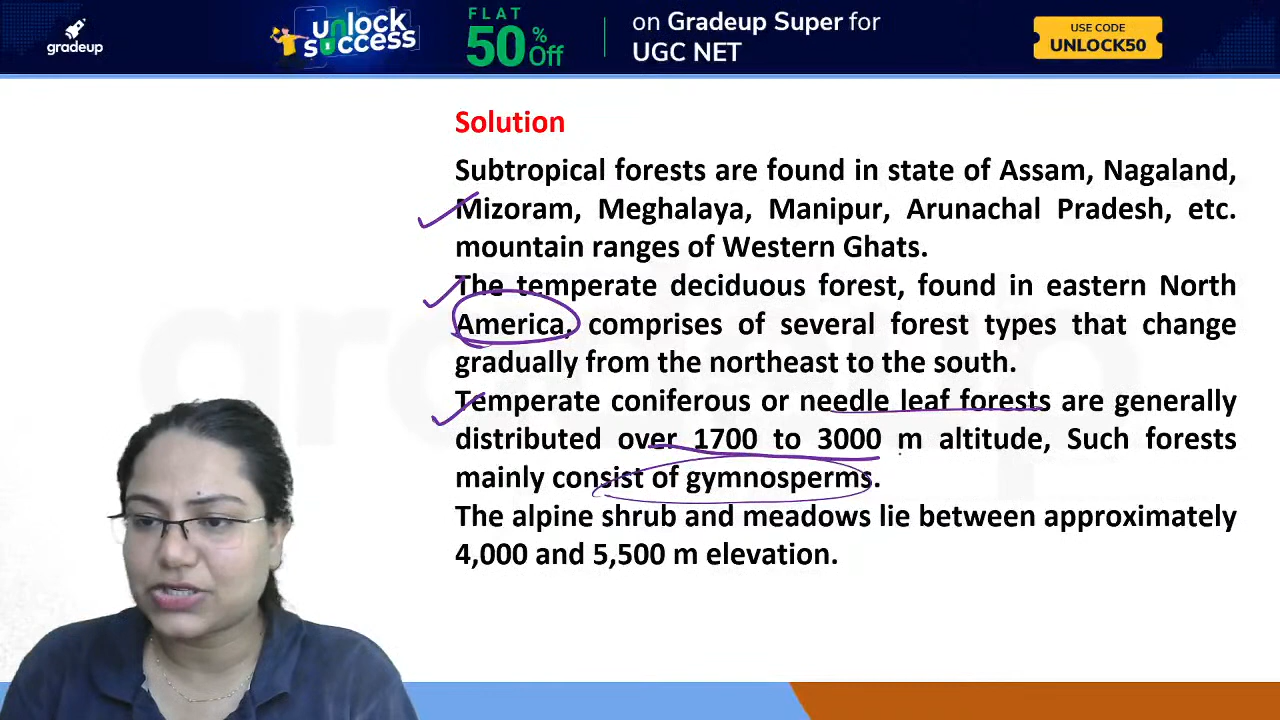 gradeup
unlock
success
FLAT
50% Off
on Gradeup Super for
UGC NET
USE CODE
UNLOCK50
Solution
Subtropical forests are found in state of Assam, Nagaland,
Mizoram, Meghalaya, Manipur, Arunachal Pradesh, etc.
mountain ranges of Western Ghats.
The temperate deciduous forest, found in eastern North
America, comprises of several forest types that change
gradually from the northeast to the south.
Temperate coniferous or needle leaf forests are generally
distributed over 1700 to 3000 m altitude, Such forests
mainly consist of gymnosperms.
The alpine shrub and meadows lie between approximately
4,000 and 5,500 m elevation.
gradeup